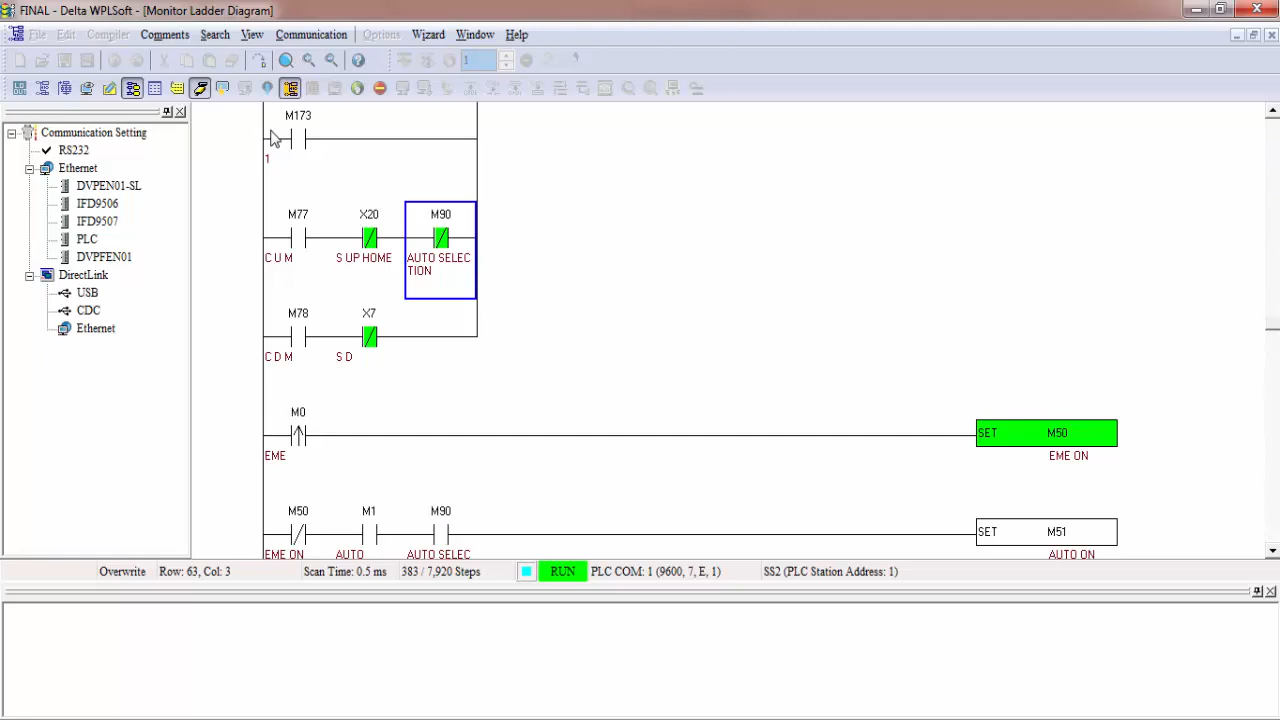 FINAL - Delta WPLSoft - [Monitor Ladder Diagram]
File Edit Compiler Comments Search View Communication Options Wizard Window Help
1
Communication Setting
RS232
Ethernet
DVPEN01-SL
IFD9506
IFD9507
PLC
DVPFEN01
DirectLink
USB
CDC
Ethernet
M173
1
M77 X20 M90
C U M S UP HOME AUTO SELEC
TION
M78 X7
C D M S D
M0
SET M50
EME EME ON
M50 M1 M90
SET M51
EME ON AUTO AUTO SELEC AUTO ON
Overwrite Row: 63, Col: 3 Scan Time: 0.5 ms 383 / 7,920 Steps RUN PLC COM: 1 (9600, 7, E, 1) SS2 (PLC Station Address: 1)